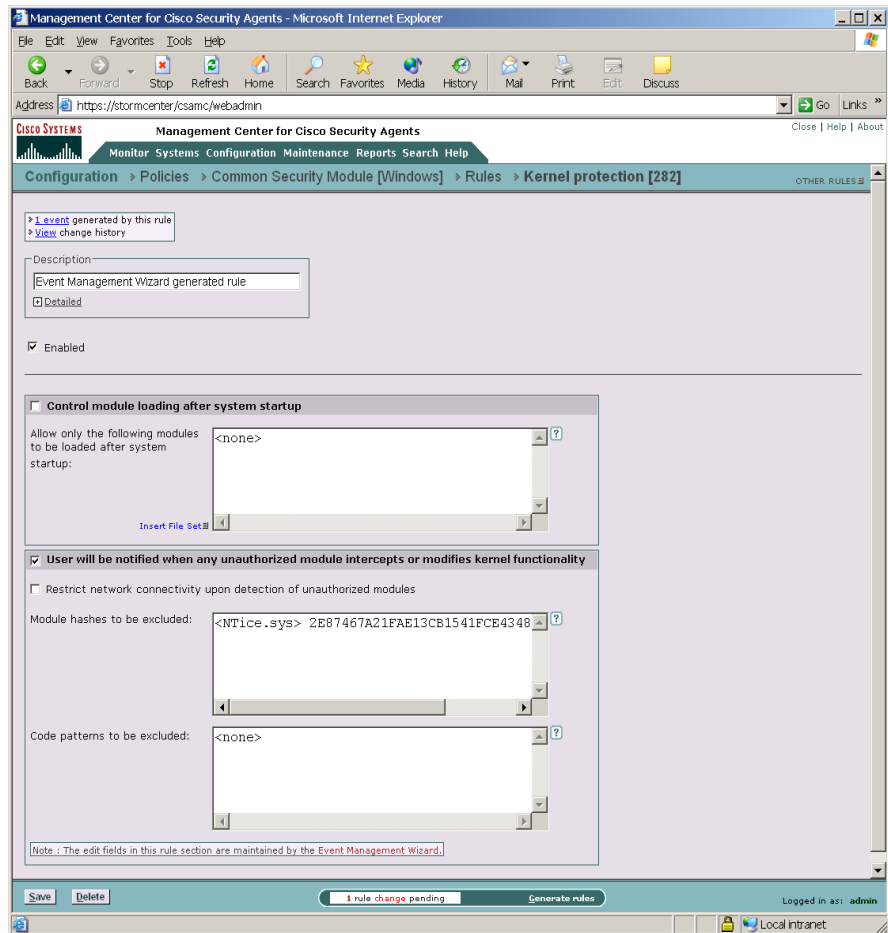 Management Center for Cisco Security Agents - Microsoft Internet Explorer
File Edit View Favorites Tools Help
Back Forward Stop Refresh Home Search Favorites Media History Mail Print Edit Discuss
Address https://stormcenter/csamc/webadmin Go Links »
CISCO SYSTEMS Management Center for Cisco Security Agents Close | Help | About
Monitor Systems Configuration Maintenance Reports Search Help
Configuration > Policies > Common Security Module [Windows] > Rules > Kernel protection [282] OTHER RULES
1 event generated by this rule
View change history
Description
Event Management Wizard generated rule
+ Detailed
Enabled
Control module loading after system startup
Allow only the following modules
to be loaded after system
startup:
<none>
?
Insert File Set
User will be notified when any unauthorized module intercepts or modifies kernel functionality
Restrict network connectivity upon detection of unauthorized modules
Module hashes to be excluded:
<NTice.sys> 2E87467A21FAE13CB1541FCE4348
?
Code patterns to be excluded:
<none>
?
Note : The edit fields in this rule section are maintained by the Event Management Wizard.
Save Delete 1 rule change pending Generate rules Logged in as: admin
Local intranet